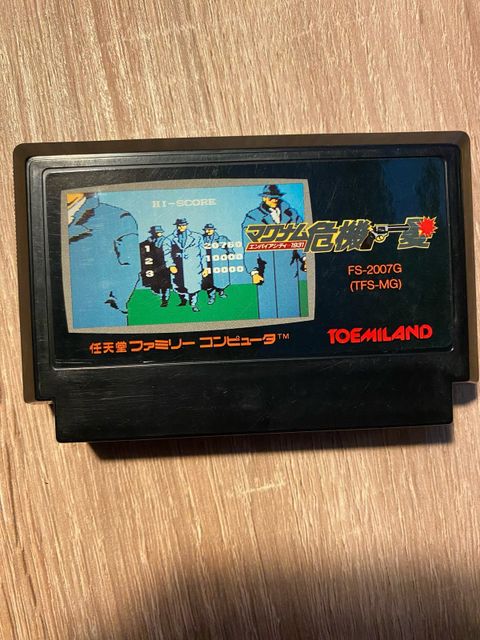 HI-SCORE
1 20760
2 10000
3 10000
マグナム危機一髪
エンパイアシティ・1931
FS-2007G
(TFS-MG)
任天堂 ファミリー コンピュータ™
TOEMILAND